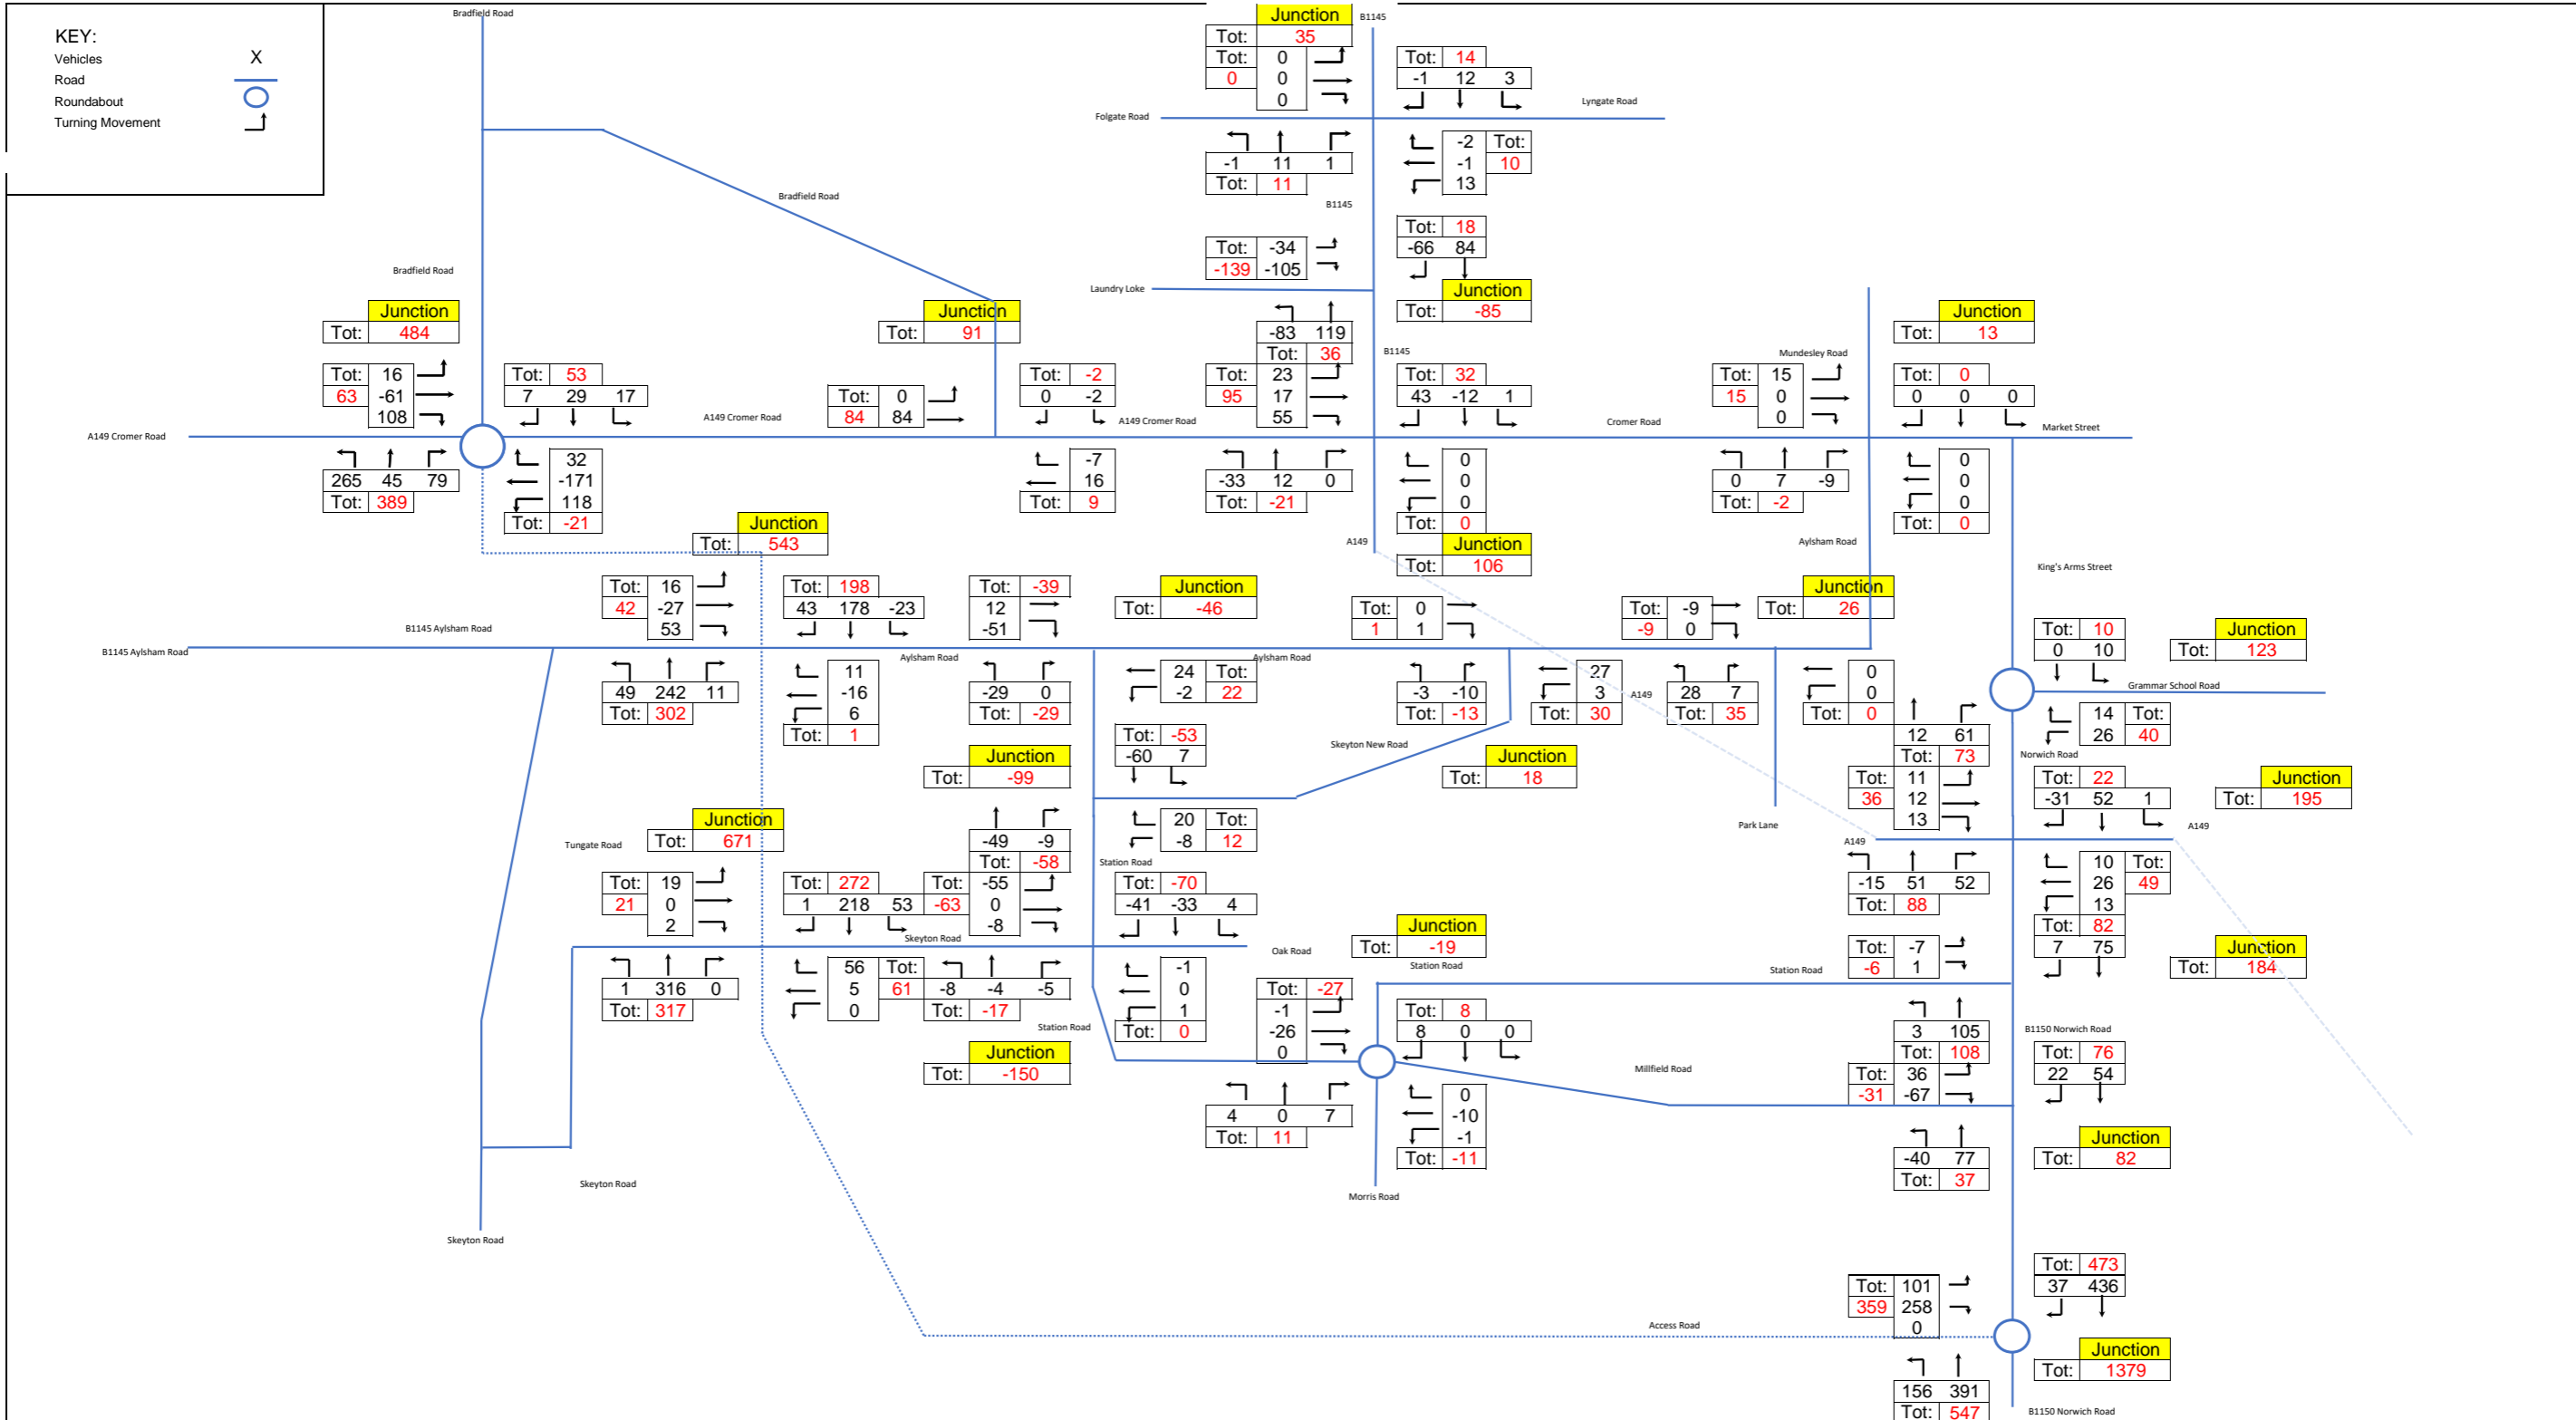 Bradfield Road
Junction
B1145
KEY:
Tot: 35
Vehicles X
Tot: 0
Tot: 14
Road
0 0
-1 12 3
Roundabout
0
Lyngate Road
Turning Movement
Folgate Road
-2 Tot:
-1 11 1
-1 10
Tot: 11
13
Bradfield Road
B1145
Tot: 18
Tot: -34
-66 84
-139 -105
Bradfield Road
Laundry Loke
Junction
Tot: -85
Junction
Tot: 484
Junction
Tot: 91
-83 119
Tot: 36
Junction
Tot: 13
B1145
Mundesley Road
Tot: 16
63 -61
108
Tot: 53
7 29 17
A149 Cromer Road
Tot: 0
84 84
Tot: -2
0 -2
A149 Cromer Road
Tot: 23
95 17
55
Tot: 32
43 -12 1
Cromer Road
Tot: 15
15 0
0
Tot: 0
0 0 0
Market Street
A149 Cromer Road
265 45 79
Tot: 389
32
-171
118
Tot: -21
-7
16
Tot: 9
-33 12 0
Tot: -21
0
0
0
Tot: 0
0 7 -9
Tot: -2
0
0
0
Tot: 0
Junction
Tot: 543
A149
Junction
Tot: 106
Aylsham Road
King's Arms Street
Tot: 16
42 -27
53
Tot: 198
43 178 -23
Tot: -39
12
-51
Junction
Tot: -46
Tot: 0
1 1
Tot: -9
-9 0
Junction
Tot: 26
Tot: 10
0 10
Junction
Tot: 123
B1145 Aylsham Road
B1145 Aylsham Road
Aylsham Road
Aylsham Road
49 242 11
Tot: 302
11
-16
6
Tot: 1
-29 0
Tot: -29
24 Tot:
-2 22
-3 -10
Tot: -13
27
3
Tot: 30
A149
28 7
Tot: 35
0
0
Tot: 0
Grammar School Road
12 61
Tot: 73
14 Tot:
26 40
Tot: -53
-60 7
Skeyton New Road
Junction
Tot: -99
Junction
Tot: 18
Norwich Road
Tot: 11
36 12
13
Tot: 22
-31 52 1
Junction
Tot: 195
Junction
Tot: 671
Tungate Road
-49 -9
Tot: -58
20 Tot:
-8 12
Park Lane
A149
A149
Station Road
Tot: 19
21 0
2
Tot: 272
1 218 53
Tot: -55
-63 0
-8
Tot: -70
-41 -33 4
-15 51 52
Tot: 88
10 Tot:
26 49
13
Skeyton Road
Oak Road
Junction
Tot: -19
Station Road
Tot: -7
-6 1
Tot: 82
7 75
Junction
Tot: 184
Station Road
1 316 0
Tot: 317
56 Tot:
5 61
0
-8 -4 -5
Tot: -17
-1
0
1
Tot: 0
Station Road
Tot: -27
-1
-26
0
Tot: 8
8 0 0
3 105
Tot: 108
B1150 Norwich Road
Junction
Tot: -150
Millfield Road
Tot: 36
-31 -67
Tot: 76
22 54
4 0 7
Tot: 11
0
-10
-1
Tot: -11
-40 77
Tot: 37
Junction
Tot: 82
Skeyton Road
Morris Road
Skeyton Road
Tot: 101
359 258
0
Tot: 473
37 436
Access Road
Junction
Tot: 1379
156 391
Tot: 547
B1150 Norwich Road